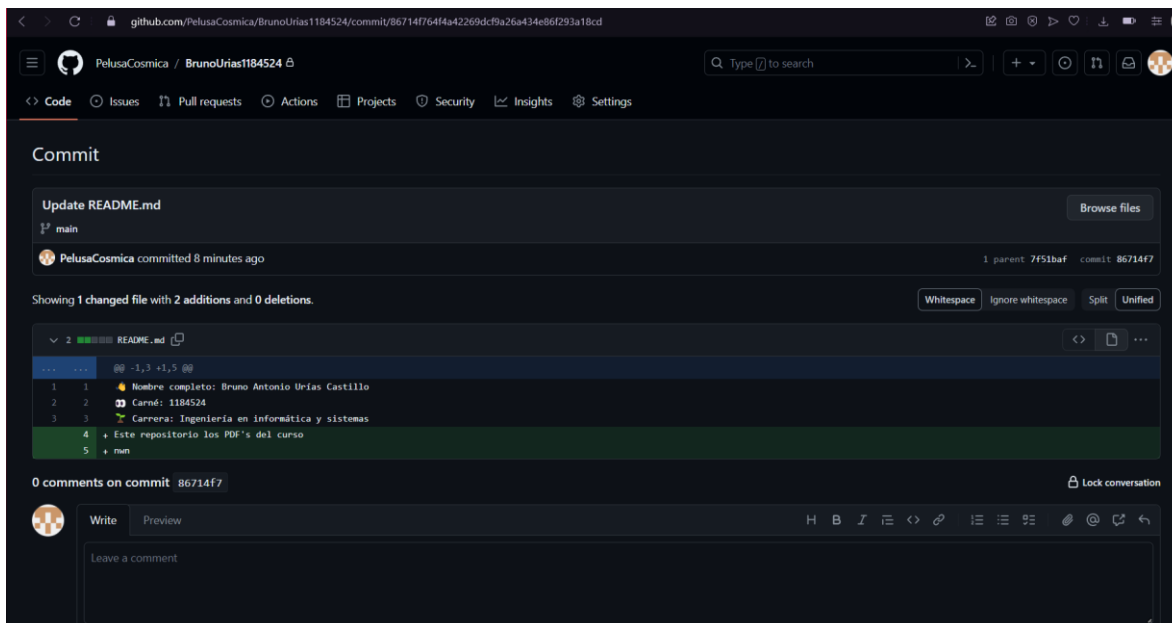 github.com/PelusaCosmica/BrunoUrias1184524/commit/86714f764f4a42269dcf9a26a434e86f293a18cd
PelusaCosmica / BrunoUrias1184524
Type / to search
Code Issues Pull requests Actions Projects Security Insights Settings
Commit
Update README.md
Browse files
main
PelusaCosmica committed 8 minutes ago
1 parent 7f51baf commit 86714f7
Showing 1 changed file with 2 additions and 0 deletions.
Whitespace Ignore whitespace Split Unified
2 README.md
... ... @@ -1,3 +1,5 @@
1 1 👋 Nombre completo: Bruno Antonio Urías Castillo
2 2 👀 Carné: 1184524
3 3 🌱 Carrera: Ingeniería en informática y sistemas
4 + Este repositorio los PDF's del curso
5 + nwn
0 comments on commit 86714f7
Lock conversation
Write Preview
Leave a comment